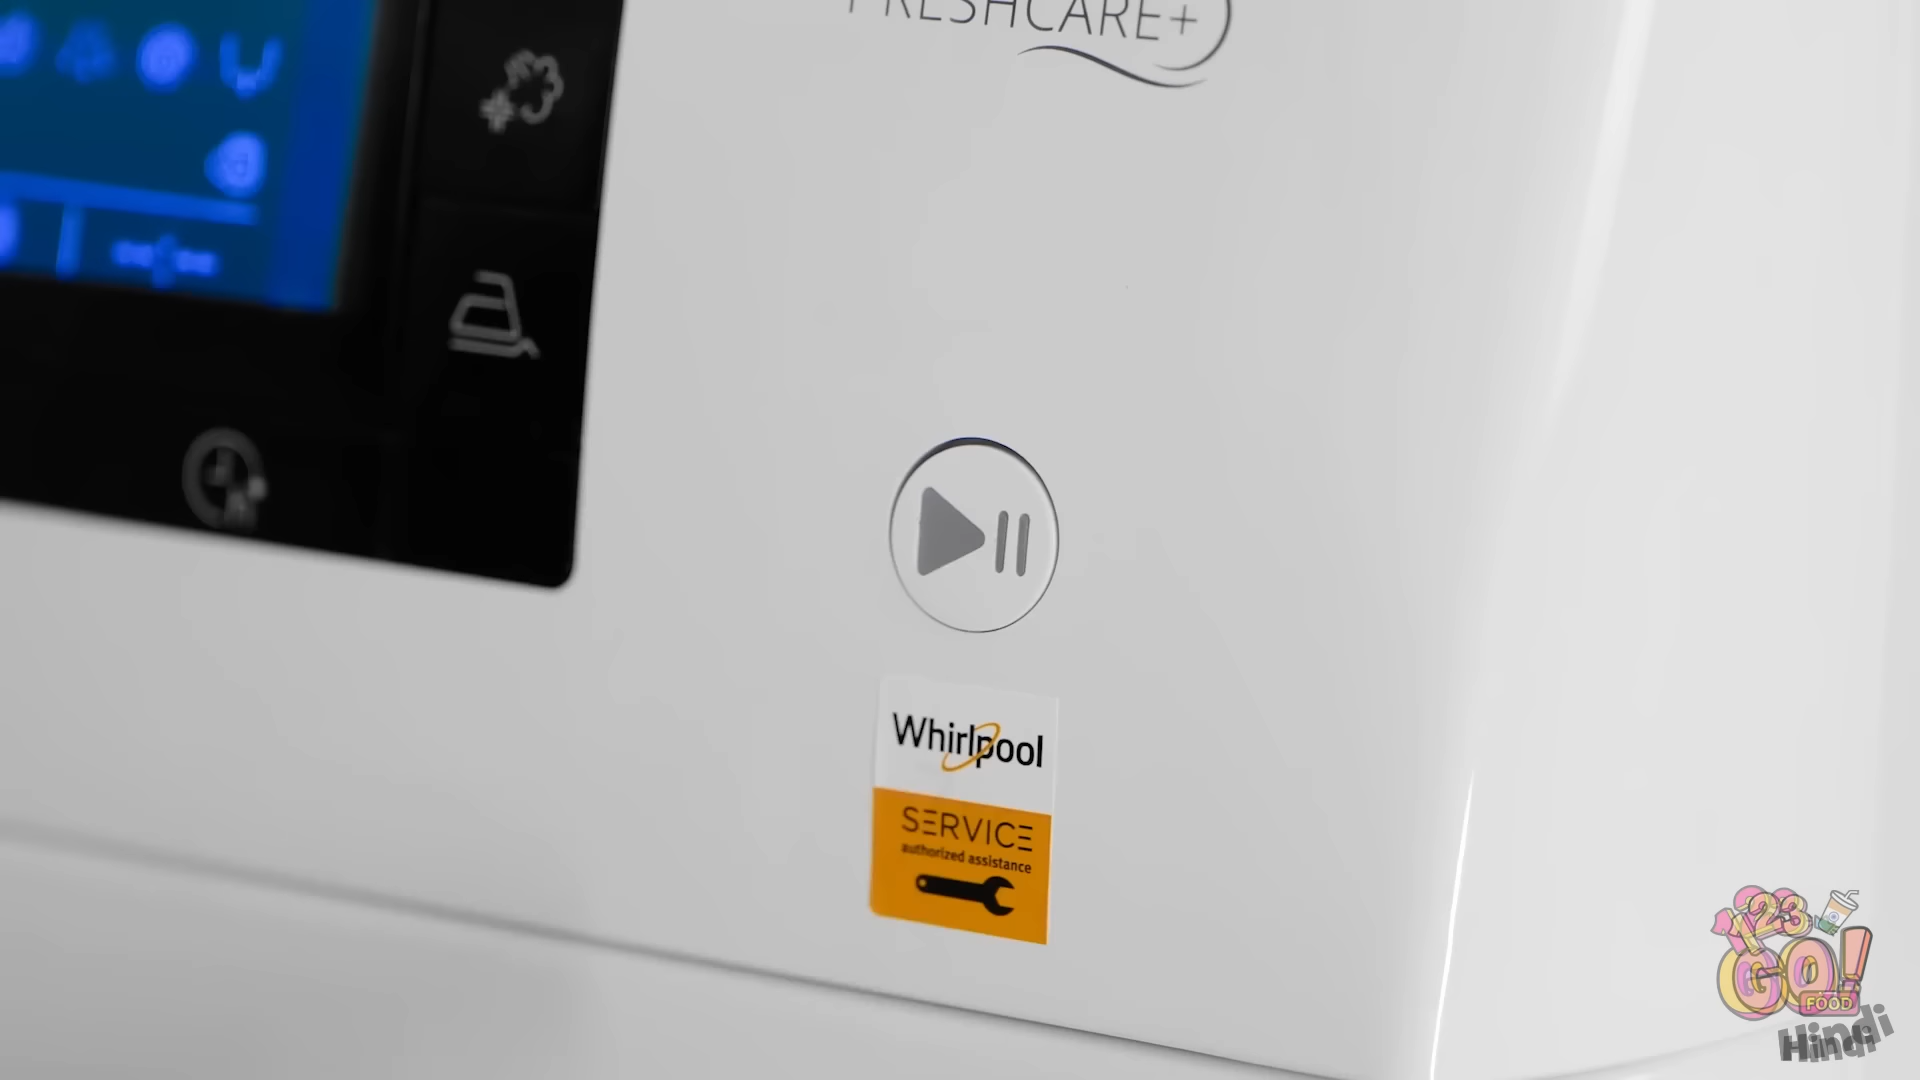 FRESHCARE+
Whirlpool
SERVICE
authorized assistance
123
GO!
FOOD
Hindi